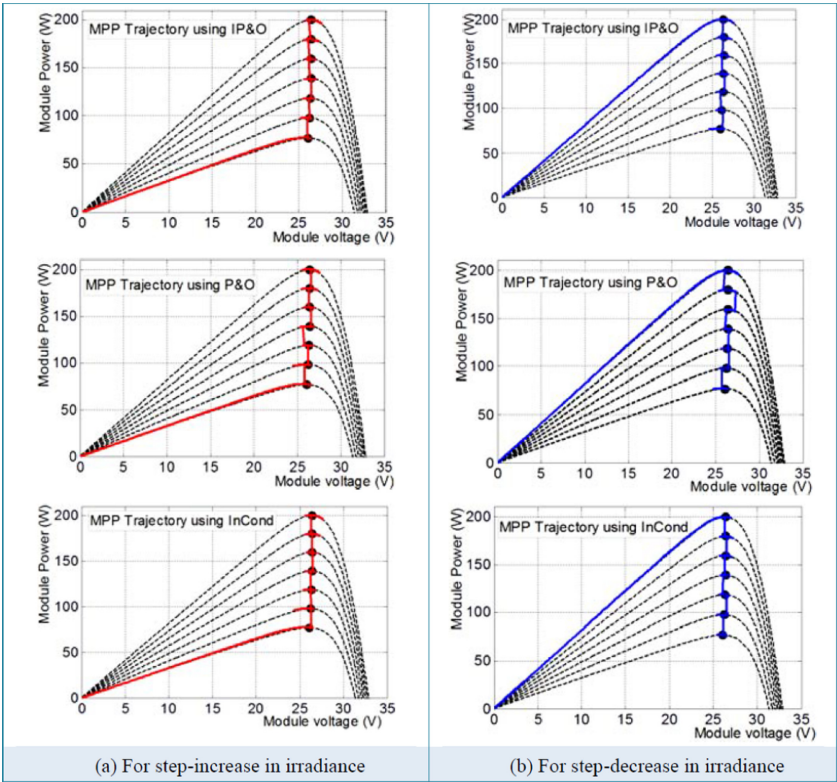 MPP Trajectory using IP&O
Module Power (W)
200
150
100
50
0
0 5 10 15 20 25 30 35
Module voltage (V)
MPP Trajectory using IP&O
Module Power (W)
200
150
100
50
0
0 5 10 15 20 25 30 35
Module voltage (V)
MPP Trajectory using P&O
Module Power (W)
200
150
100
50
0
0 5 10 15 20 25 30 35
Module voltage (V)
MPP Trajectory using P&O
Module Power (W)
200
150
100
50
0
0 5 10 15 20 25 30 35
Module voltage (V)
MPP Trajectory using InCond
Module Power (W)
200
150
100
50
0
0 5 10 15 20 25 30 35
Module voltage (V)
MPP Trajectory using InCond
Module Power (W)
200
150
100
50
0
0 5 10 15 20 25 30 35
Module voltage (V)
(a) For step-increase in irradiance
(b) For step-decrease in irradiance